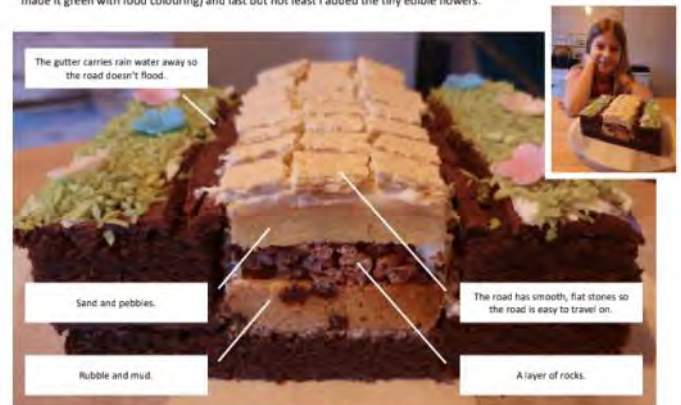 made it green with food colouring) and last but not least I added the tiny edible flowers.
The gutter carries rain water away so
the road doesn't flood.
Sand and pebbles.
The road has smooth, flat stones so
the road is easy to travel on.
Rubble and mud.
A layer of rocks.